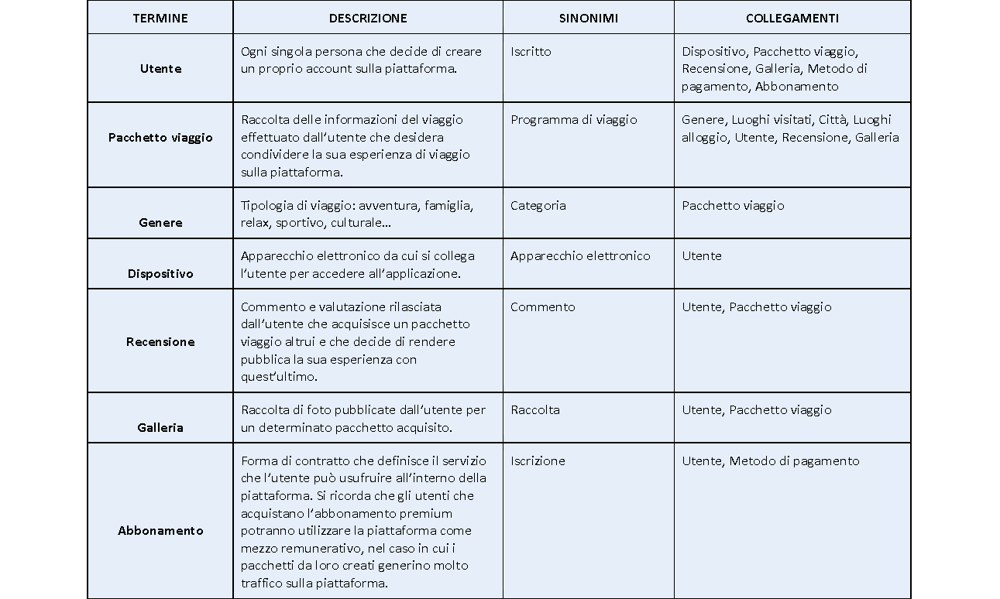 TERMINE DESCRIZIONE SINONIMI COLLEGAMENTI
Utente
Ogni singola persona che decide di creare
un proprio account sulla piattaforma.
Iscritto
Dispositivo, Pacchetto viaggio,
Recensione, Galleria, Metodo di
pagamento, Abbonamento
Pacchetto viaggio
Raccolta delle informazioni del viaggio
effettuato dall’utente che desidera
condividere la sua esperienza di viaggio
sulla piattaforma.
Programma di viaggio
Genere, Luoghi visitati, Città, Luoghi
alloggio, Utente, Recensione, Galleria
Genere
Tipologia di viaggio: avventura, famiglia,
relax, sportivo, culturale…
Categoria
Pacchetto viaggio
Dispositivo
Apparecchio elettronico da cui si collega
l’utente per accedere all’applicazione.
Apparecchio elettronico
Utente
Recensione
Commento e valutazione rilasciata
dall’utente che acquisisce un pacchetto
viaggio altrui e che decide di rendere
pubblica la sua esperienza con
quest’ultimo.
Commento
Utente, Pacchetto viaggio
Galleria
Raccolta di foto pubblicate dall’utente per
un determinato pacchetto acquisito.
Raccolta
Utente, Pacchetto viaggio
Abbonamento
Forma di contratto che definisce il servizio
che l’utente può usufruire all’interno della
piattaforma. Si ricorda che gli utenti che
acquistano l’abbonamento premium
potranno utilizzare la piattaforma come
mezzo remunerativo, nel caso in cui i
pacchetti da loro creati generino molto
traffico sulla piattaforma.
Iscrizione
Utente, Metodo di pagamento